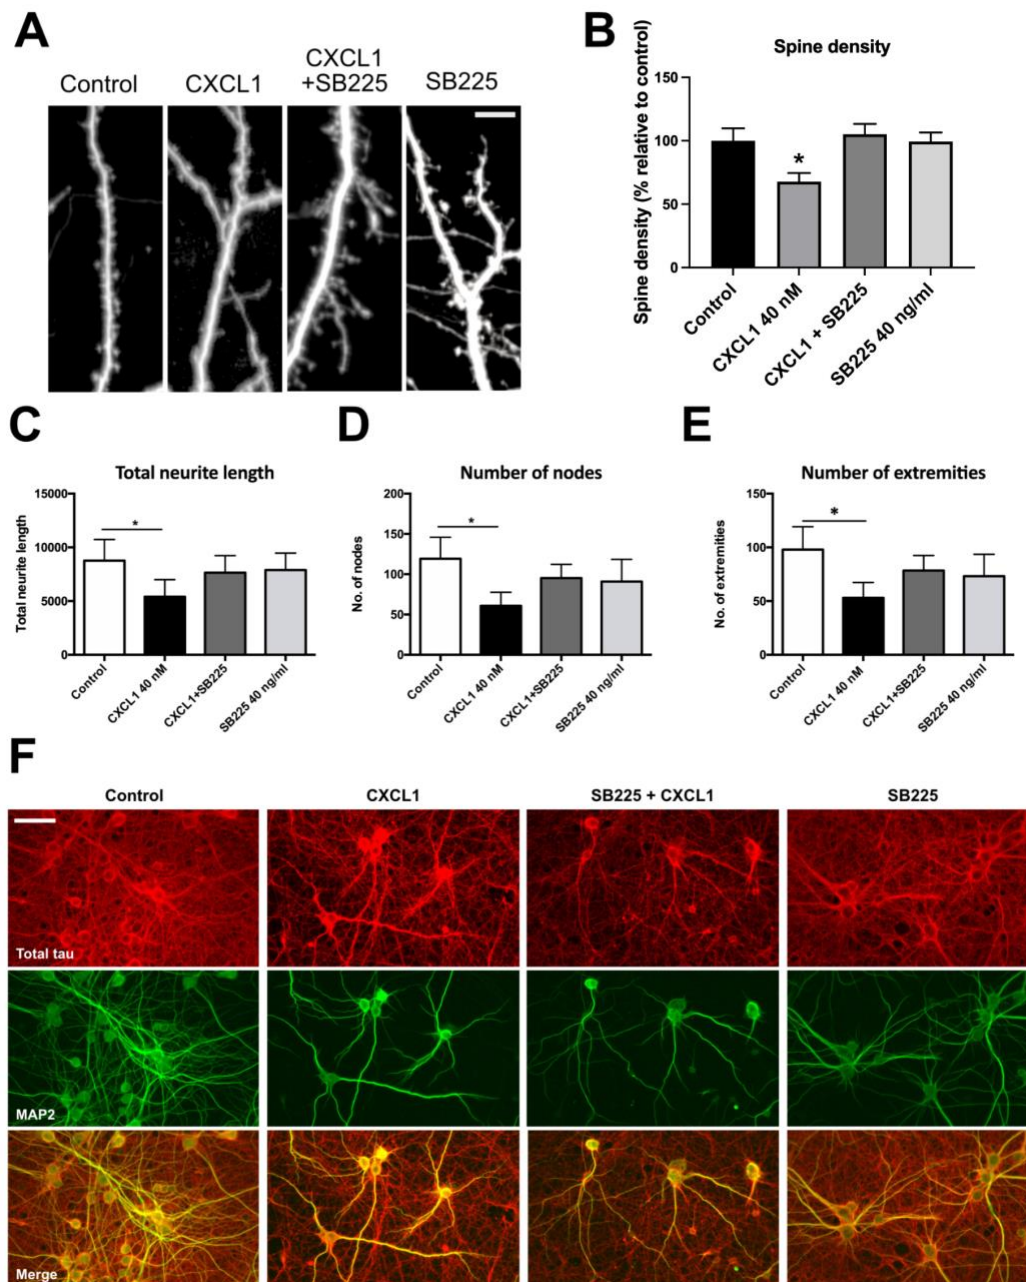 A
Control
CXCL1
CXCL1
+SB225
SB225
B
Spine density
Spine density (% relative to control)
150
100
50
0
*
Control
CXCL1 40 nM
CXCL1 + SB225
SB225 40 ng/ml
C
Total neurite length
Total neurite length
15000
10000
5000
0
*
Control
CXCL1 40 nM
CXCL1+SB225
SB225 40 ng/ml
D
Number of nodes
No. of nodes
200
150
100
50
0
*
Control
CXCL1 40 nM
CXCL1+SB225
SB225 40 ng/ml
E
Number of extremities
No. of extremities
150
100
50
0
*
Control
CXCL1 40 nM
CXCL1+SB225
SB225 40 ng/ml
F
Control
CXCL1
SB225 + CXCL1
SB225
Total tau
MAP2
Merge